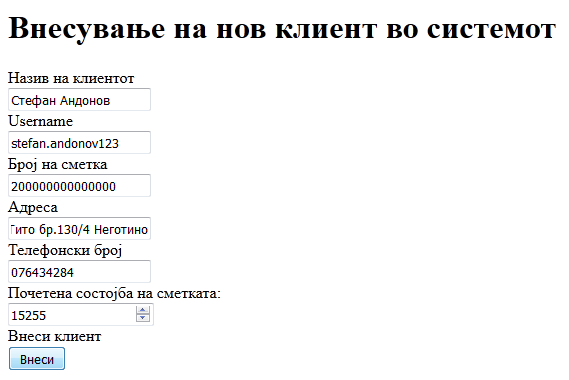 Внесување на нов клиент во системот
Назив на клиентот
Стефан Андонов
Username
stefan.andonov123
Број на сметка
200000000000000
Адреса
бр.130/4 Неготино
Телефонски број
076434284
Почетена состојба на сметката:
15255
Внеси клиент
Внеси